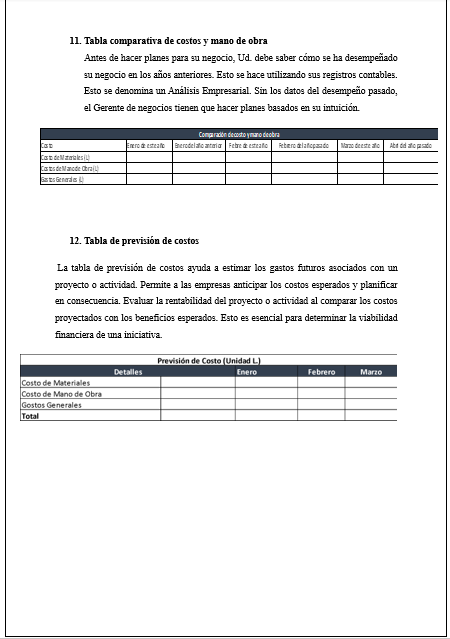 11. Tabla comparativa de costos y mano de obra
Antes de hacer planes para su negocio, Ud. debe saber cómo se ha desempeñado
su negocio en los años anteriores. Esto se hace utilizando sus registros contables.
Esto se denomina un Análisis Empresarial. Sin los datos del desempeño pasado,
el Gerente de negocios tienen que hacer planes basados en su intuición.
Comparación de costo y mano de obra
Costo Enero de este año Enero del año anterior Febre de este año Febrero del año pasado Marzo de este año Abril del año pasado
Costo de Materiales (L)
Costos de Mano de Obra (L)
Gastos Generales (L)
12. Tabla de previsión de costos
La tabla de previsión de costos ayuda a estimar los gastos futuros asociados con un
proyecto o actividad. Permite a las empresas anticipar los costos esperados y planificar
en consecuencia. Evaluar la rentabilidad del proyecto o actividad al comparar los costos
proyectados con los beneficios esperados. Esto es esencial para determinar la viabilidad
financiera de una iniciativa.
Previsión de Costo (Unidad L.)
Detalles Enero Febrero Marzo
Costo de Materiales
Costo de Mano de Obra
Gostos Generales
Total